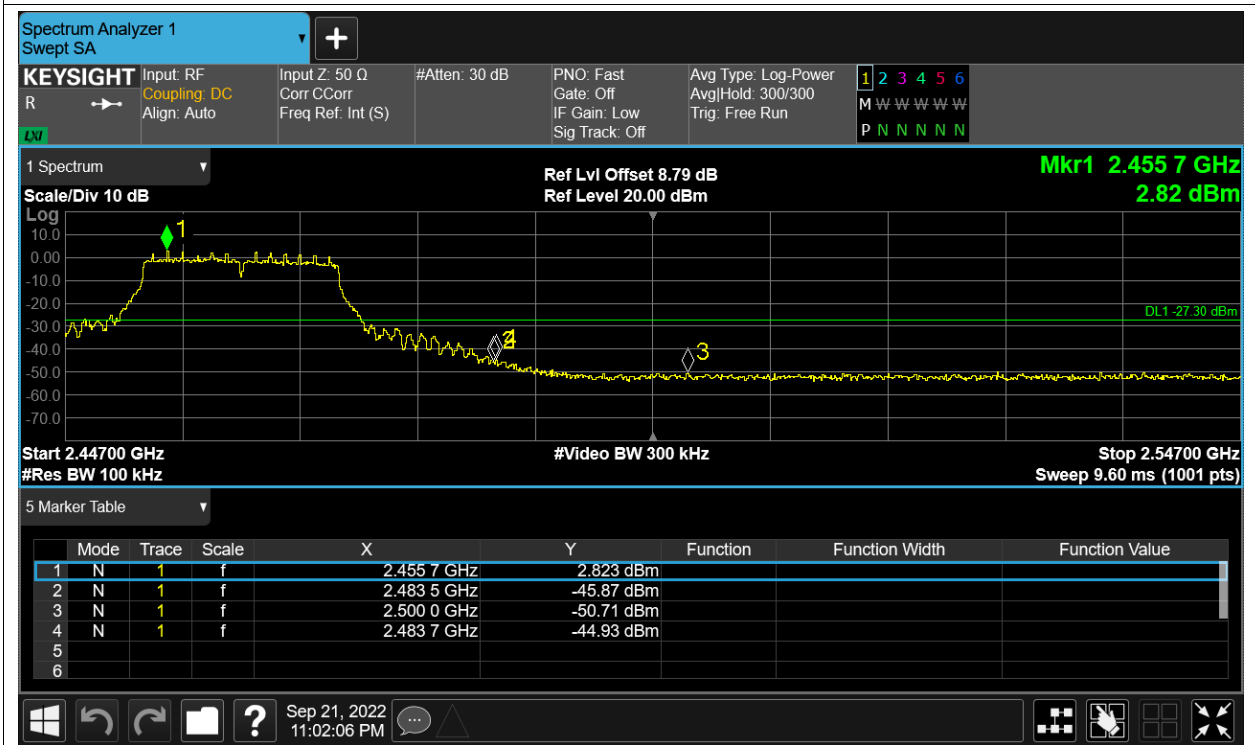 Spectrum Analyzer 1
Swept SA
KEYSIGHT
R
LXI
Input: RF
Coupling: DC
Align: Auto
Input Z: 50 Ω
Corr CCorr
Freq Ref: Int (S)
#Atten: 30 dB
PNO: Fast
Gate: Off
IF Gain: Low
Sig Track: Off
Avg Type: Log-Power
Avg|Hold: 300/300
Trig: Free Run
1 2 3 4 5 6
M W W W W W
P N N N N N
1 Spectrum
Scale/Div 10 dB
Ref Lvl Offset 8.79 dB
Ref Level 20.00 dBm
Mkr1 2.455 7 GHz
2.82 dBm
Log
10.0
0.00
-10.0
-20.0
-30.0
-40.0
-50.0
-60.0
-70.0
1
3
DL1 -27.30 dBm
Start 2.44700 GHz
#Res BW 100 kHz
#Video BW 300 kHz
Stop 2.54700 GHz
Sweep 9.60 ms (1001 pts)
5 Marker Table
Mode Trace Scale X Y Function Function Width Function Value
1 N 1 f 2.455 7 GHz 2.823 dBm
2 N 1 f 2.483 5 GHz -45.87 dBm
3 N 1 f 2.500 0 GHz -50.71 dBm
4 N 1 f 2.483 7 GHz -44.93 dBm
5
6
?
Sep 21, 2022
11:02:06 PM